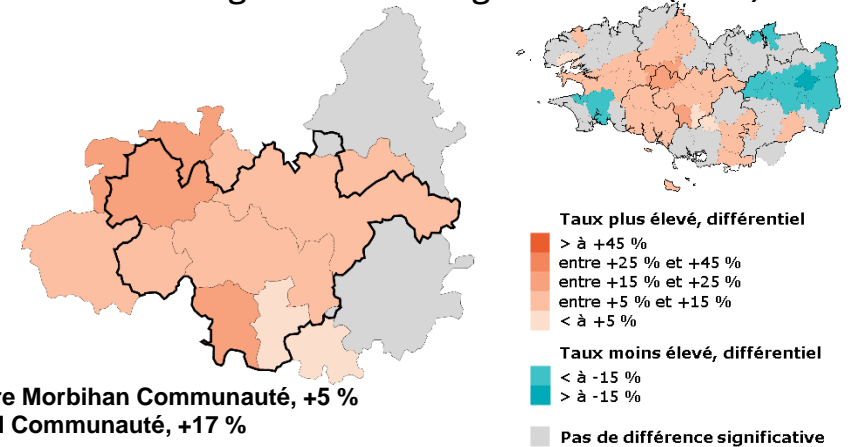 Taux plus élevé, différentiel
> à +45 %
entre +25 % et +45 %
entre +15 % et +25 %
entre +5 % et +15 %
< à +5 %
Taux moins élevé, différentiel
< à -15 %
> à -15 %
Pas de différence significative
re Morbihan Communauté, +5 %
Communauté, +17 %